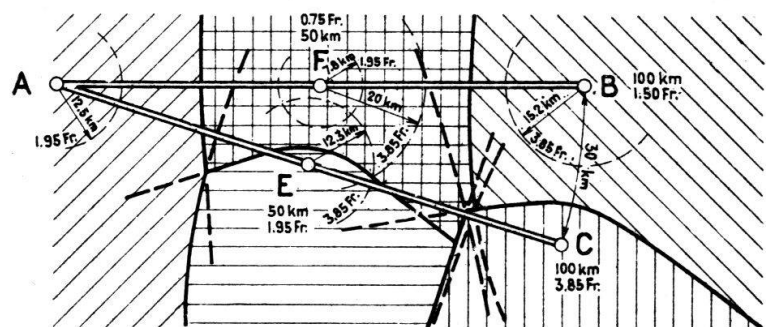 0.75 Fr.
50 km
F
7.8 km
1.95 Fr.
A
12.5 km
1.95 Fr.
20 km
3.85 Fr.
B
100 km
1.50 Fr.
15.2 km
3.85 Fr.
30 km
12.3 km
3.85 Fr.
E
50 km
1.95 Fr.
C
100 km
3.85 Fr.